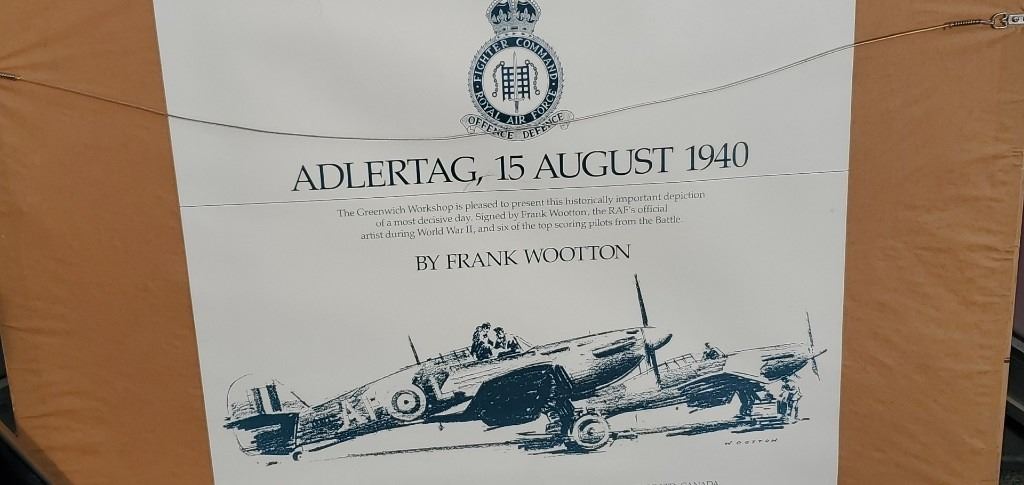 FIGHTER COMMAND
ROYAL AIR FORCE
OFFENCE DEFENCE
ADLERTAG, 15 AUGUST 1940
The Greenwich Workshop is pleased to present this historically important depiction
of a most decisive day. Signed by Frank Wootton, the RAF's official
artist during World War II, and six of the top scoring pilots from the Battle.
BY FRANK WOOTTON
AF L
WOOTTON
CANADA